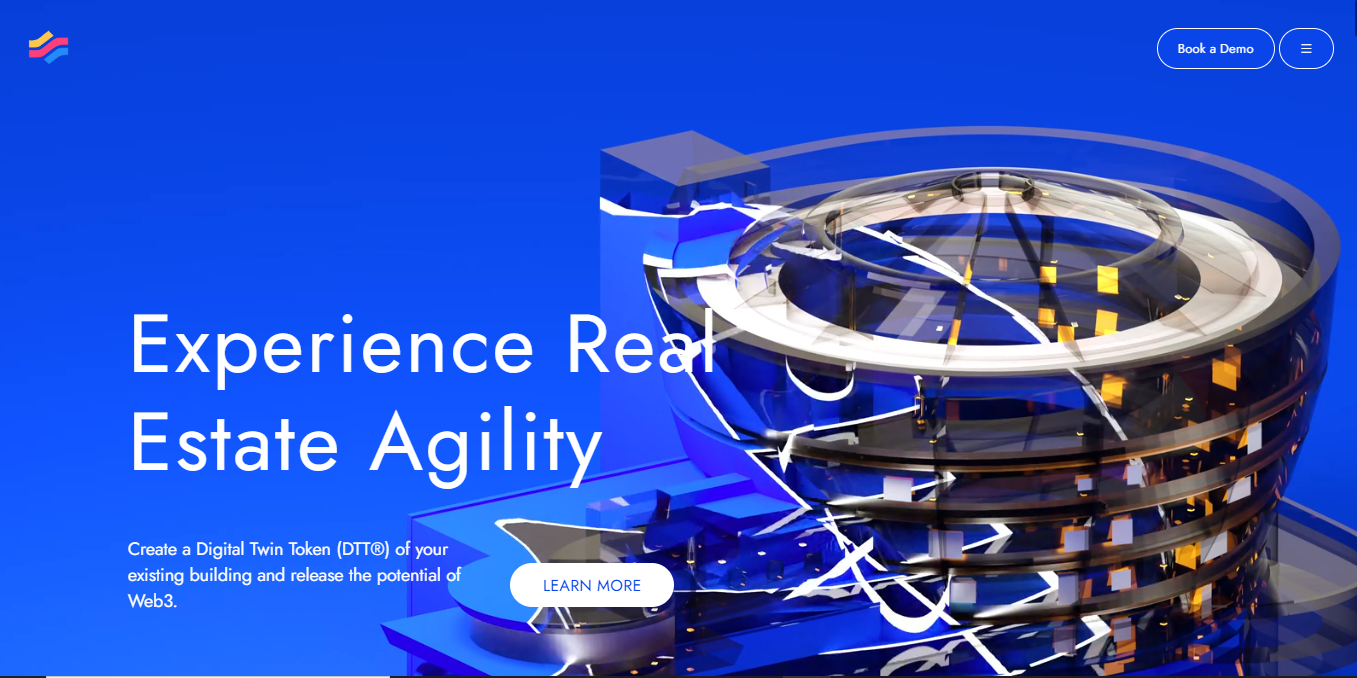 Book a Demo
Experience Real
Estate Agility
Create a Digital Twin Token (DTT®) of your
existing building and release the potential of
Web3.
LEARN MORE